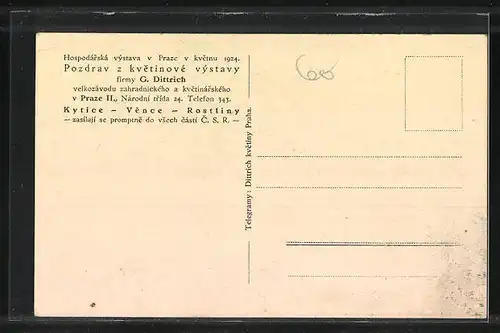 Hospodářská výstava v Praze v květnu 1924.
Pozdrav z květinové výstavy
firmy G. Dittrich
velkozávodu zahradnického a květinářského
v Praze II., Národní třída 24. Telefon 343.
Kytice – Věnce – Rostliny
– zasílají se promptně do všech částí Č. S. R. –
Telegramy: Dittrich květiny Praha.